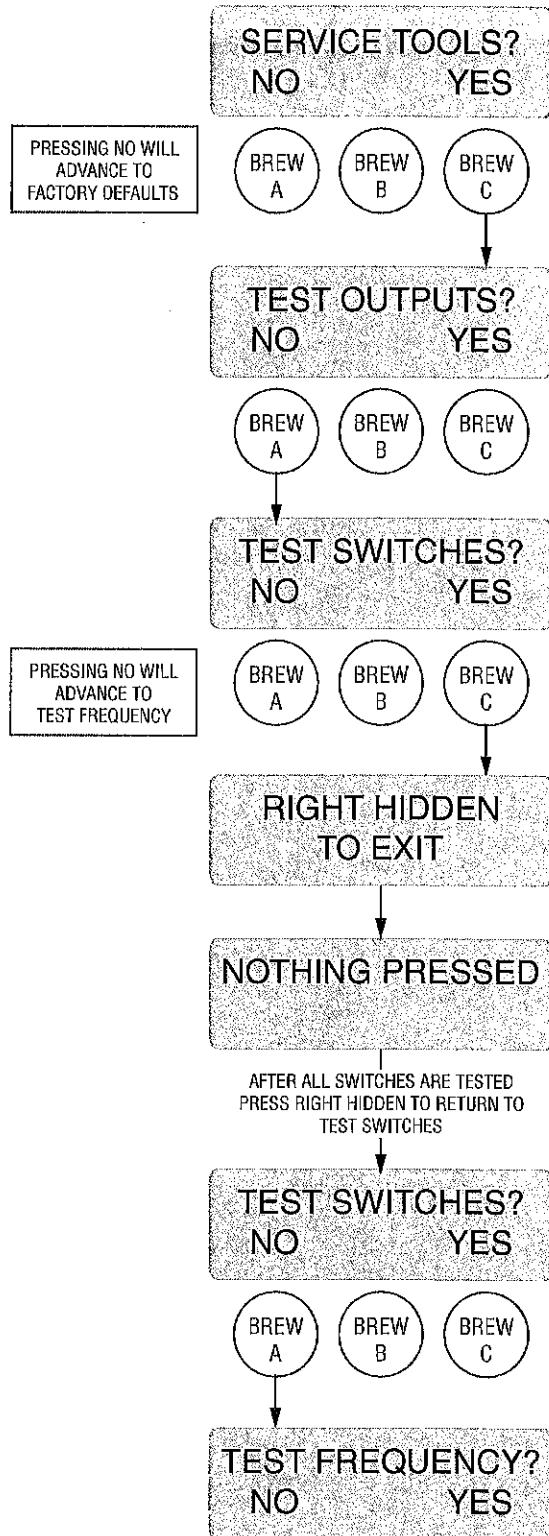 SERVICE TOOLS?
NO YES
PRESSING NO WILL
ADVANCE TO
FACTORY DEFAULTS
BREW
A
BREW
B
BREW
C
TEST OUTPUTS?
NO YES
BREW
A
BREW
B
BREW
C
TEST SWITCHES?
NO YES
PRESSING NO WILL
ADVANCE TO
TEST FREQUENCY
BREW
A
BREW
B
BREW
C
RIGHT HIDDEN
TO EXIT
NOTHING PRESSED
AFTER ALL SWITCHES ARE TESTED
PRESS RIGHT HIDDEN TO RETURN TO
TEST SWITCHES
TEST SWITCHES?
NO YES
BREW
A
BREW
B
BREW
C
TEST FREQUENCY?
NO YES